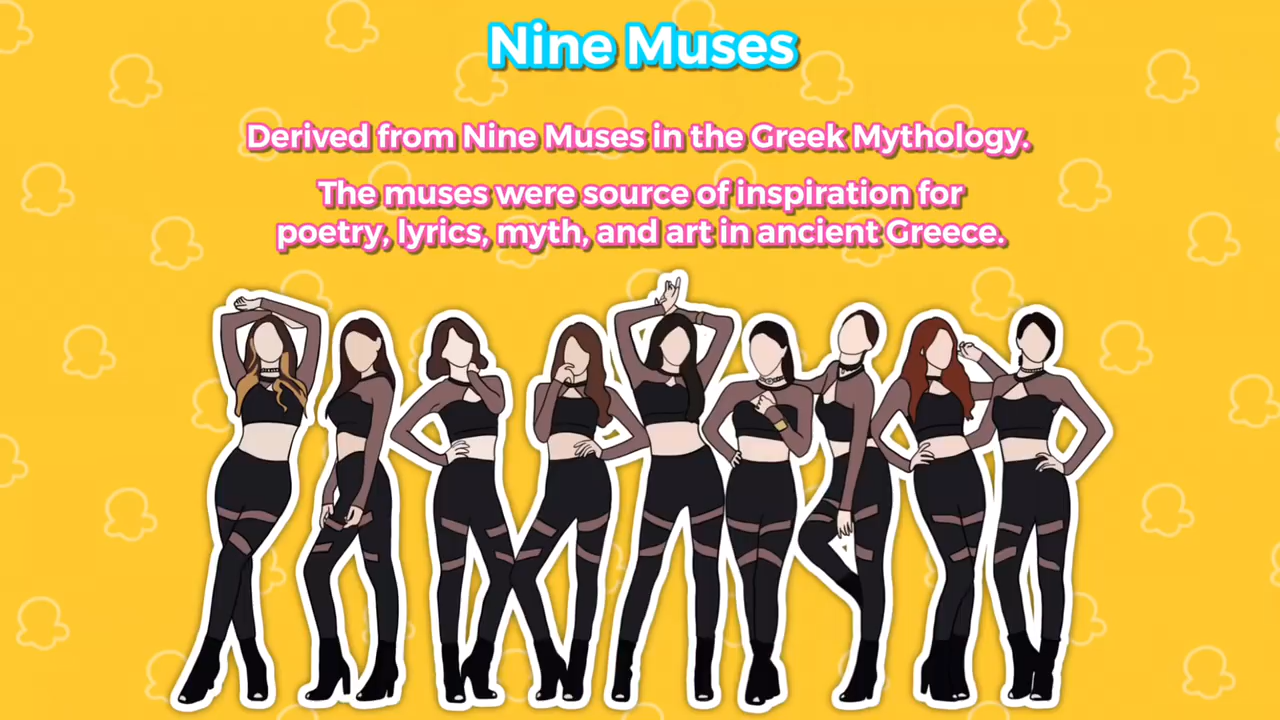 Nine Muses
Derived from Nine Muses in the Greek Mythology.
The muses were source of inspiration for
poetry, lyrics, myth, and art in ancient Greece.